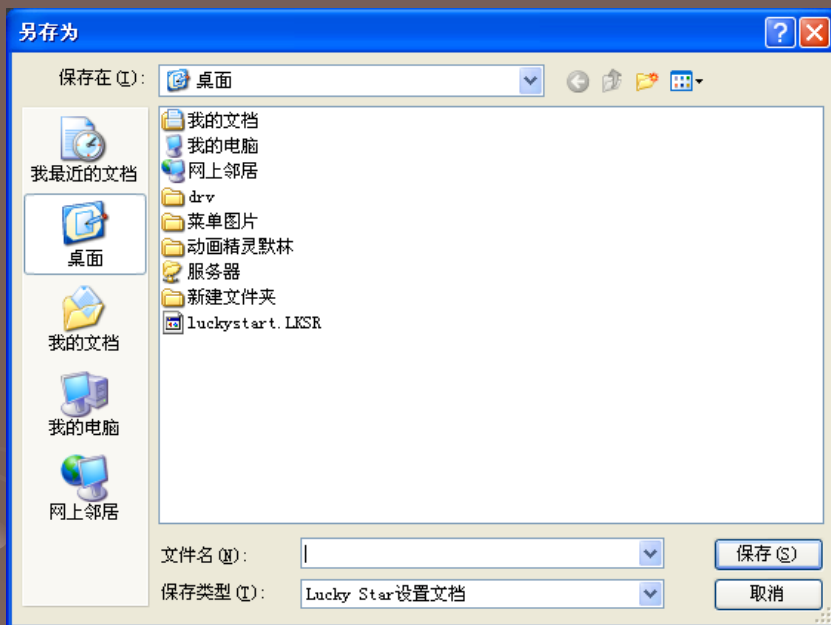 另存为
保存在(I):
桌面
我最近的文档
桌面
我的文档
我的电脑
网上邻居
我的文档
我的电脑
网上邻居
drv
菜单图片
动画精灵默林
服务器
新建文件夹
luckystart.LKSR
文件名(N):
保存(S)
保存类型(T):
Lucky Star设置文档
取消